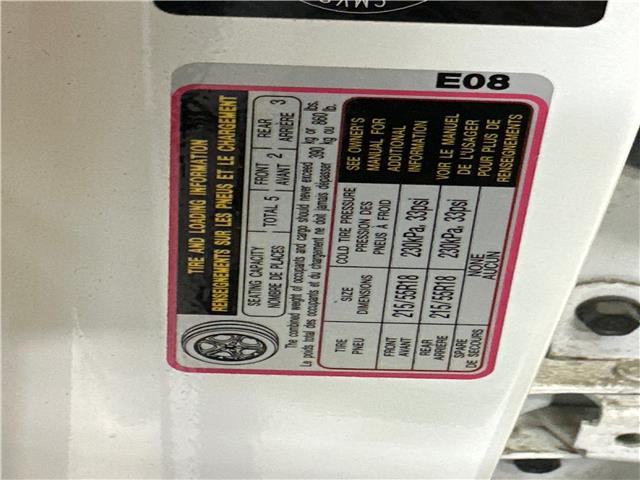 CMVSS
E08
TIRE AND LOADING INFORMATION
RENSEIGNEMENTS SUR LES PNEUS ET LE CHARGEMENT
SEATING CAPACITY
NOMBRE DE PLACES
TOTAL 5
FRONT
AVANT 2
REAR
ARRIÈRE 3
The combined weight of occupants and cargo should never exceed 390 kg or 860 lbs.
Le poids total des occupants et du chargement ne doit jamais dépasser 390 kg ou 860 lb.
TIRE
PNEU
SIZE
DIMENSIONS
COLD TIRE PRESSURE
PRESSION DES
PNEUS À FROID
SEE OWNER'S
MANUAL FOR
ADDITIONAL
INFORMATION
VOIR LE MANUEL
DE L'USAGER
POUR PLUS DE
RENSEIGNEMENTS
FRONT
AVANT
215/55R18
230kPa, 33psi
REAR
ARRIÈRE
215/55R18
230kPa, 33psi
SPARE
DE SECOURS
NONE
AUCUN